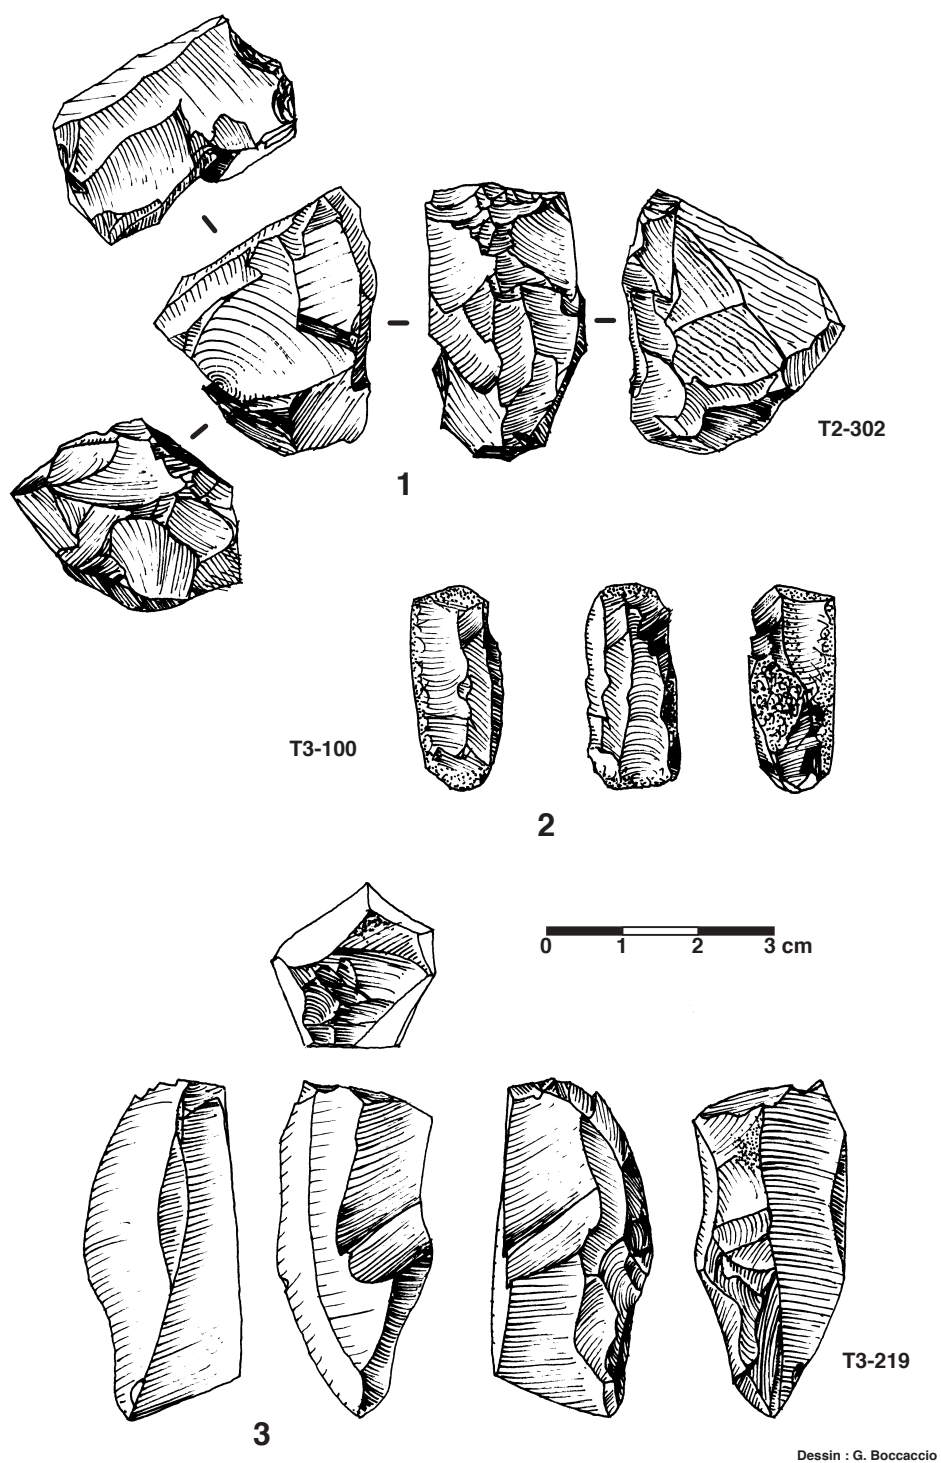 T2-302
1
T3-100
2
0 1 2 3 cm
T3-219
3
Dessin : G. Boccaccio